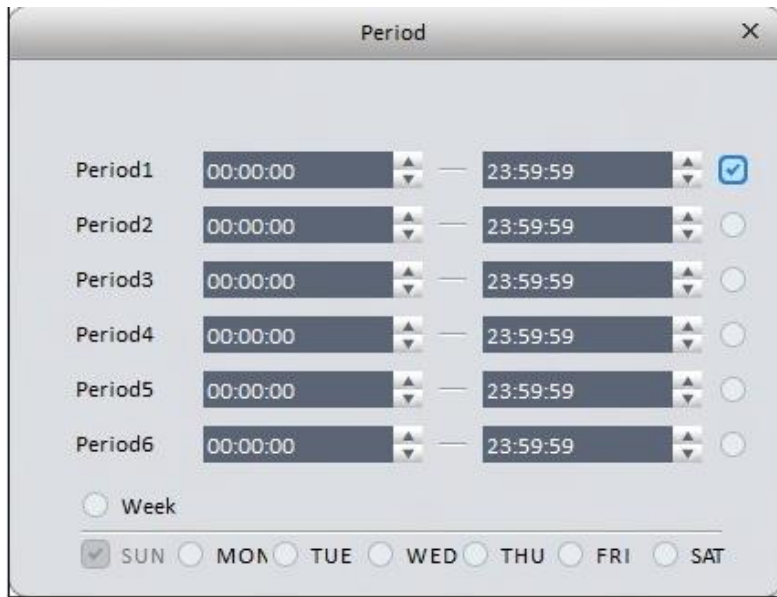 Period
Period1 00:00:00 23:59:59
Period2 00:00:00 23:59:59
Period3 00:00:00 23:59:59
Period4 00:00:00 23:59:59
Period5 00:00:00 23:59:59
Period6 00:00:00 23:59:59
Week
SUN MON TUE WED THU FRI SAT